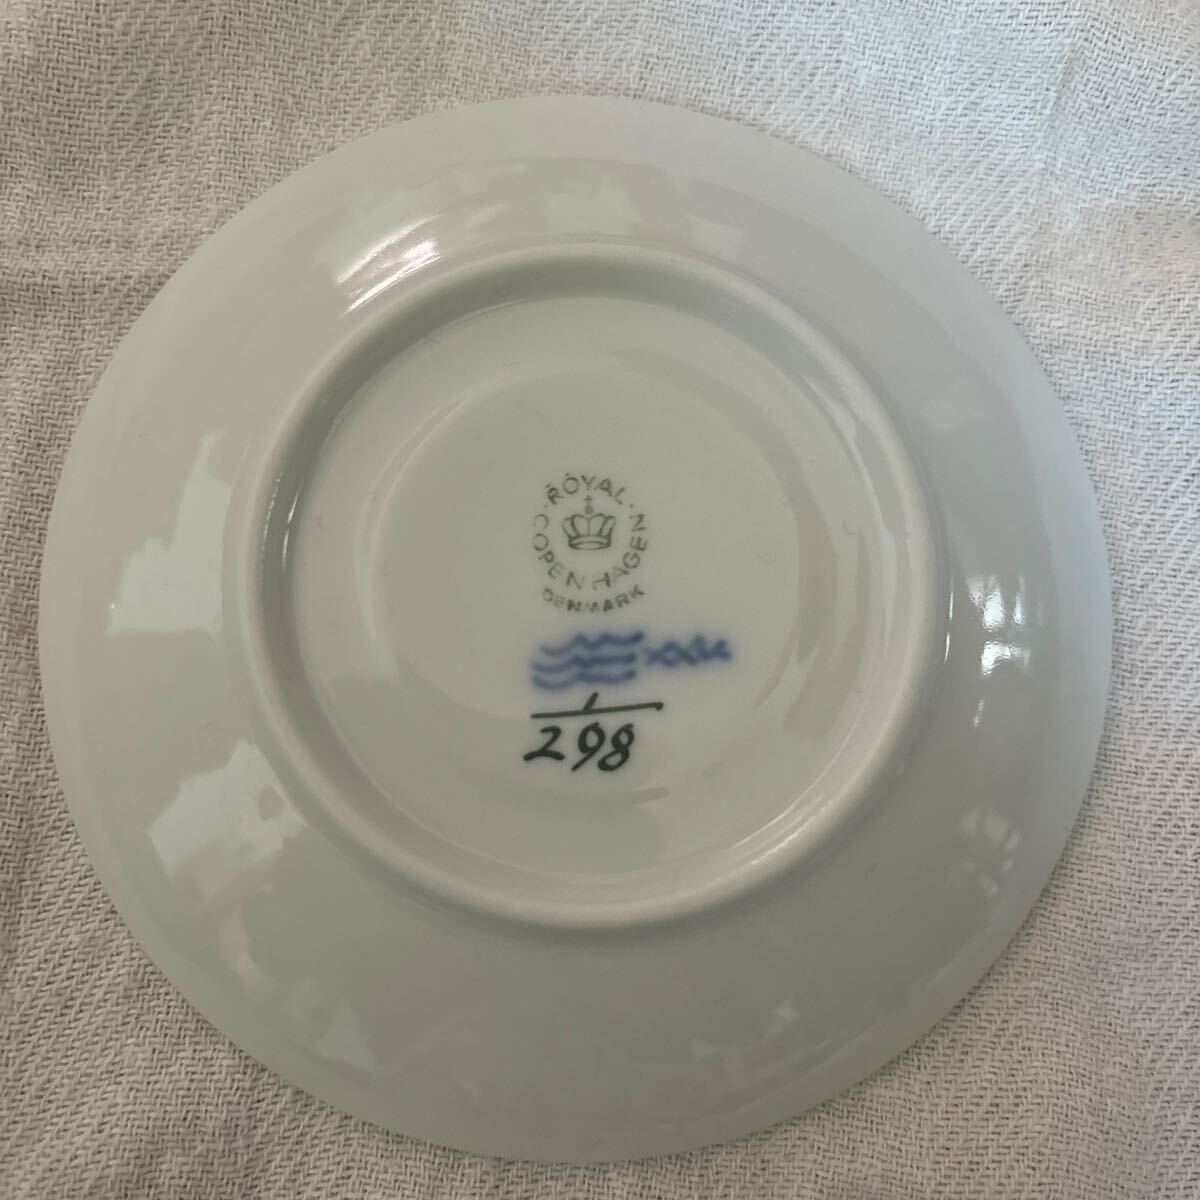 ROYAL
COPENHAGEN
DENMARK
1
298